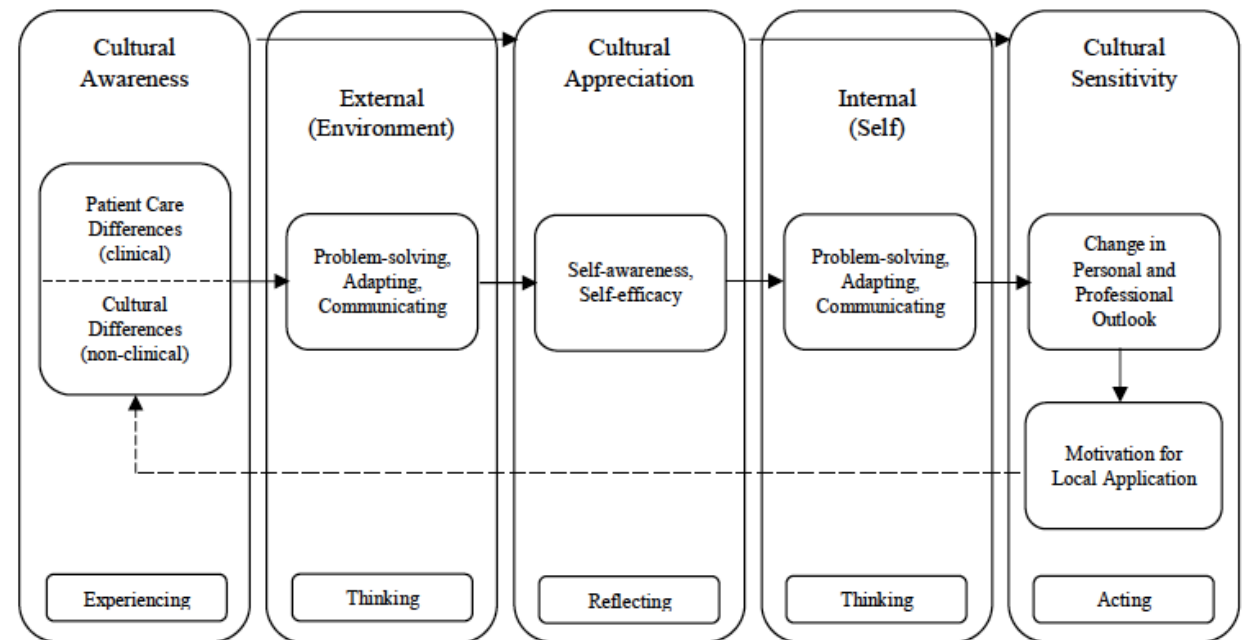 Cultural
Awareness
Patient Care
Differences
(clinical)
Cultural
Differences
(non-clinical)
Experiencing
External
(Environment)
Problem-solving,
Adapting,
Communicating
Thinking
Cultural
Appreciation
Self-awareness,
Self-efficacy
Reflecting
Internal
(Self)
Problem-solving,
Adapting,
Communicating
Thinking
Cultural
Sensitivity
Change in
Personal and
Professional
Outlook
Motivation for
Local Application
Acting